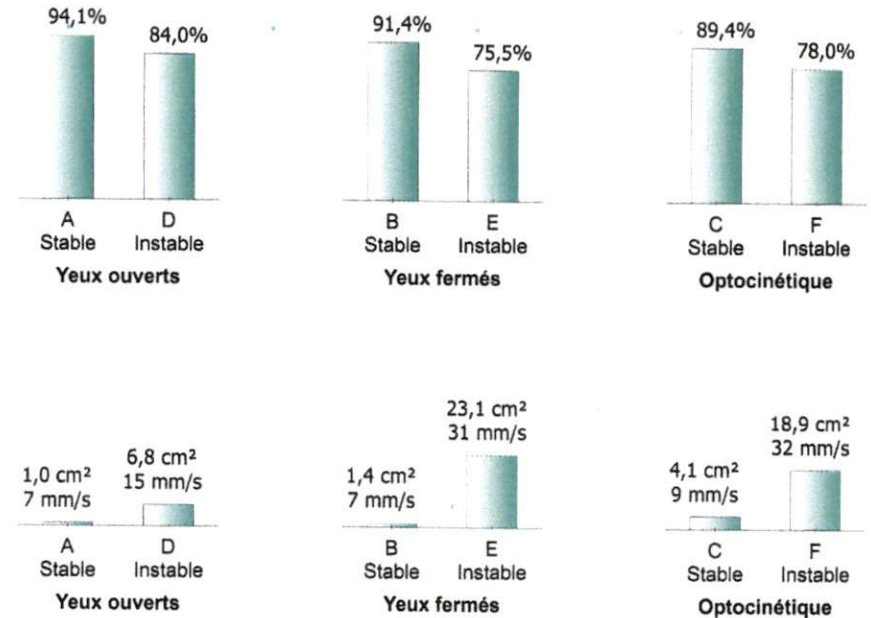 94,1%
84,0%
A
Stable
D
Instable
Yeux ouverts
91,4%
75,5%
B
Stable
E
Instable
Yeux fermés
89,4%
78,0%
C
Stable
F
Instable
Optocinétique
1,0 cm²
7 mm/s
6,8 cm²
15 mm/s
A
Stable
D
Instable
Yeux ouverts
1,4 cm²
7 mm/s
23,1 cm²
31 mm/s
B
Stable
E
Instable
Yeux fermés
4,1 cm²
9 mm/s
18,9 cm²
32 mm/s
C
Stable
F
Instable
Optocinétique